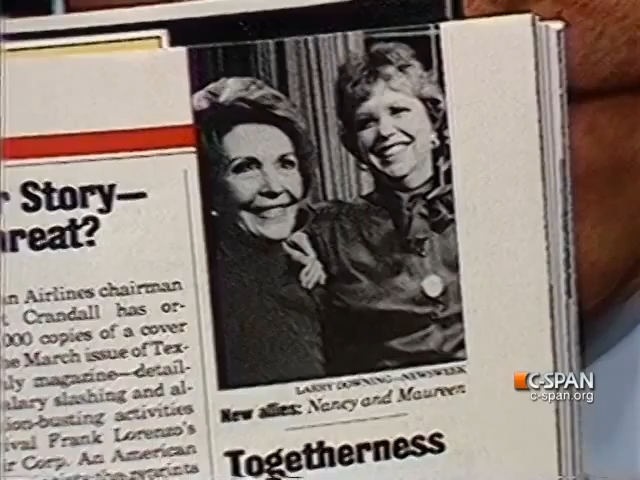 r Story—
reat?
n Airlines chairman
t Crandall has or-
000 copies of a cover
e March issue of Tex-
ly magazine—detail-
alary slashing and al-
ion-busting activities
ival Frank Lorenzo's
ir Corp. An American
the reprints
LARRY DOWNING—NEWSWEEK
New allies: Nancy and Maureen
Togetherness
C-SPAN
c-span.org